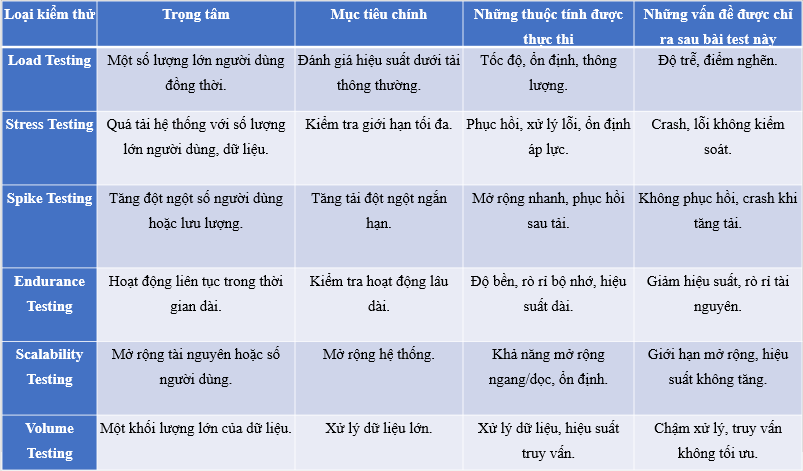 Loại kiểm thử
Trọng tâm
Mục tiêu chính
Những thuộc tính được
thực thi
Những vấn đề được chỉ
ra sau bài test này
Load Testing
Một số lượng lớn người dùng
đồng thời.
Đánh giá hiệu suất dưới tải
thông thường.
Tốc độ, ổn định, thông
lượng.
Độ trễ, điểm nghẽn.
Stress Testing
Quá tải hệ thống với số lượng
lớn người dùng, dữ liệu.
Kiểm tra giới hạn tối đa.
Phục hồi, xử lý lỗi, ổn định
áp lực.
Crash, lỗi không kiểm
soát.
Spike Testing
Tăng đột ngột số người dùng
hoặc lưu lượng.
Tăng tải đột ngột ngắn
hạn.
Mở rộng nhanh, phục hồi
sau tải.
Không phục hồi, crash khi
tăng tải.
Endurance
Testing
Hoạt động liên tục trong thời
gian dài.
Kiểm tra hoạt động lâu
dài.
Độ bền, rò rỉ bộ nhớ, hiệu
suất dài.
Giảm hiệu suất, rò rỉ tài
nguyên.
Scalability
Testing
Mở rộng tài nguyên hoặc số
người dùng.
Mở rộng hệ thống.
Khả năng mở rộng
ngang/dọc, ổn định.
Giới hạn mở rộng, hiệu
suất không tăng.
Volume
Testing
Một khối lượng lớn của dữ liệu.
Xử lý dữ liệu lớn.
Xử lý dữ liệu, hiệu suất
truy vấn.
Chậm xử lý, truy vấn
không tối ưu.